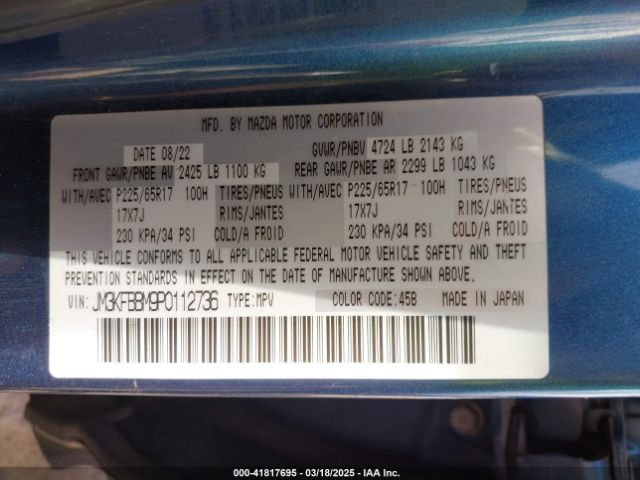 MFD. BY MAZDA MOTOR CORPORATION
DATE 08/22 GVWR/PNBV 4724 LB 2143 KG
FRONT GAWR/PNBE AV 2425 LB 1100 KG REAR GAWR/PNBE AR 2299 LB 1043 KG
WITH/AVEC P225/65R17 100H TIRES/PNEUS WITH/AVEC P225/65R17 100H TIRES/PNEUS
17X7J RIMS/JANTES 17X7J RIMS/JANTES
230 KPA/34 PSI COLD/A FROID 230 KPA/34 PSI COLD/A FROID
THIS VEHICLE CONFORMS TO ALL APPLICABLE FEDERAL MOTOR VEHICLE SAFETY AND THEFT
PREVENTION STANDARDS IN EFFECT ON THE DATE OF MANUFACTURE SHOWN ABOVE.
VIN: JM3KFBBM9P0112736 TYPE:MPV COLOR CODE:45B MADE IN JAPAN
000-41817695 — 03/18/2025 — IAA Inc.